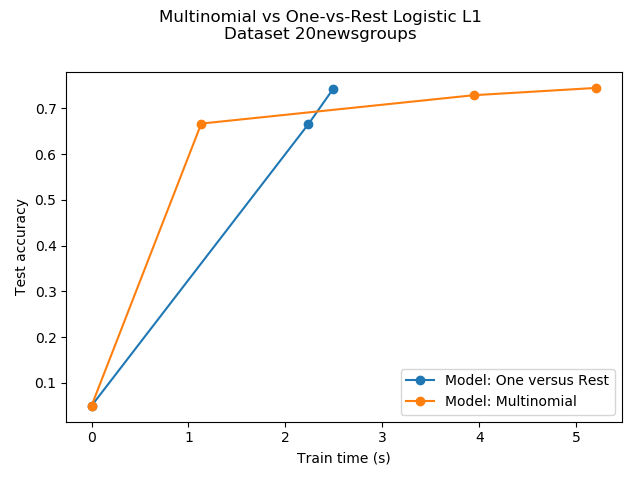 Multinomial vs One-vs-Rest Logistic L1
Dataset 20newsgroups
0.7
0.6
0.5
0.4
0.3
0.2
0.1
Test accuracy
0 1 2 3 4 5
Train time (s)
Model: One versus Rest
Model: Multinomial